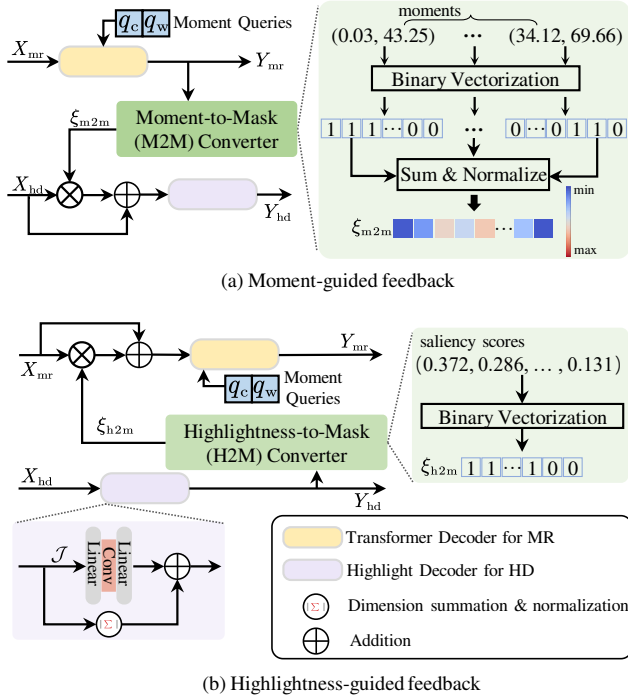 Moment Queries
q_c q_w
X_mr
Y_mr
ξ_m2m
Moment-to-Mask
(M2M) Converter
X_hd
Y_hd
moments
(0.03, 43.25) ... (34.12, 69.66)
Binary Vectorization
1 1 1 ... 0 0 ... 0 ... 0 1 1 0
Sum & Normalize
min
ξ_m2m ...
max
(a) Moment-guided feedback
X_mr
Y_mr
q_c q_w
Moment
Queries
ξ_h2m
Highlightness-to-Mask
(H2M) Converter
X_hd
Y_hd
saliency scores
(0.372, 0.286, ... , 0.131)
Binary Vectorization
ξ_h2m 1 1 ... 1 0 0
𝒥
Linear
Conv
Linear
|Σ|
Transformer Decoder for MR
Highlight Decoder for HD
|Σ| Dimension summation & normalization
Addition
(b) Highlightness-guided feedback